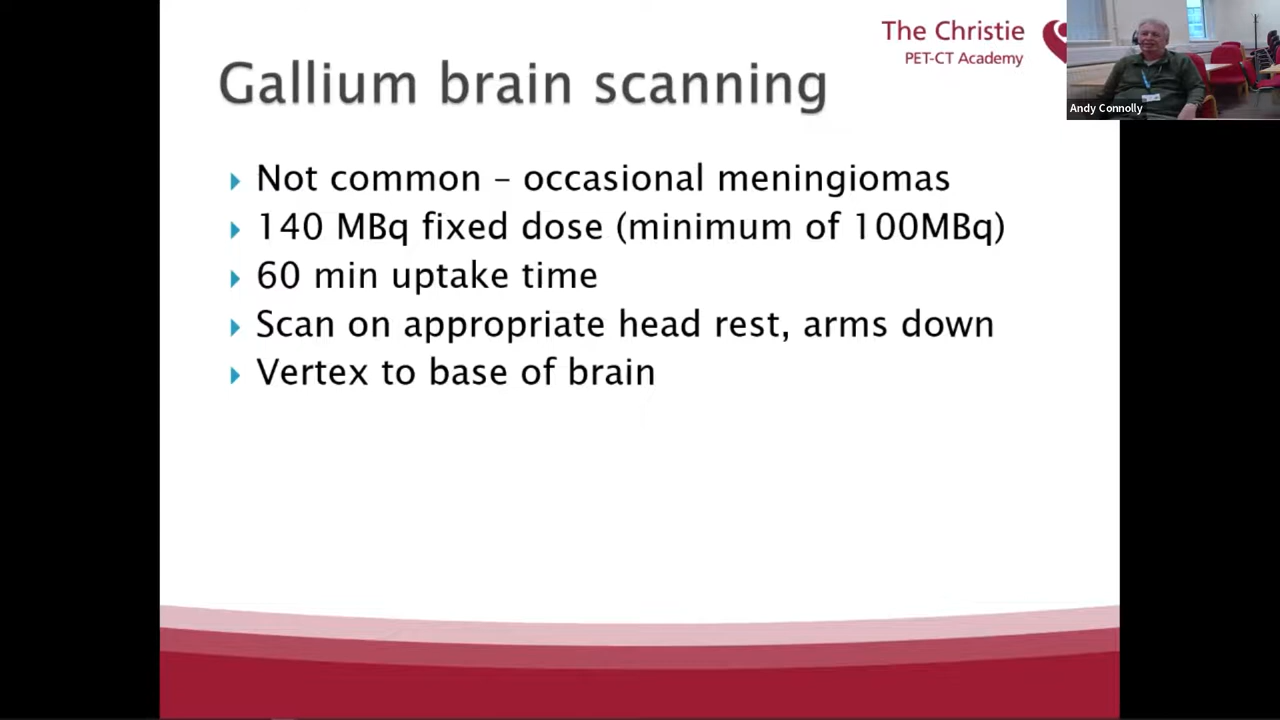 The Christie
PET-CT Academy
Andy Connolly
Gallium brain scanning
Not common – occasional meningiomas
140 MBq fixed dose (minimum of 100MBq)
60 min uptake time
Scan on appropriate head rest, arms down
Vertex to base of brain